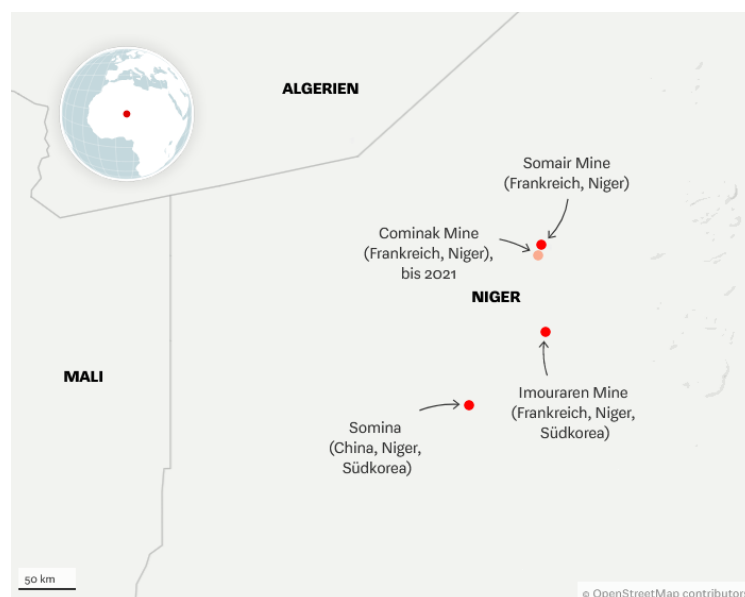 ALGERIEN
Somair Mine
(Frankreich, Niger)
Cominak Mine
(Frankreich, Niger),
bis 2021
NIGER
MALI
Imouraren Mine
(Frankreich, Niger,
Südkorea)
Somina
(China, Niger,
Südkorea)
50 km
© OpenStreetMap contributors